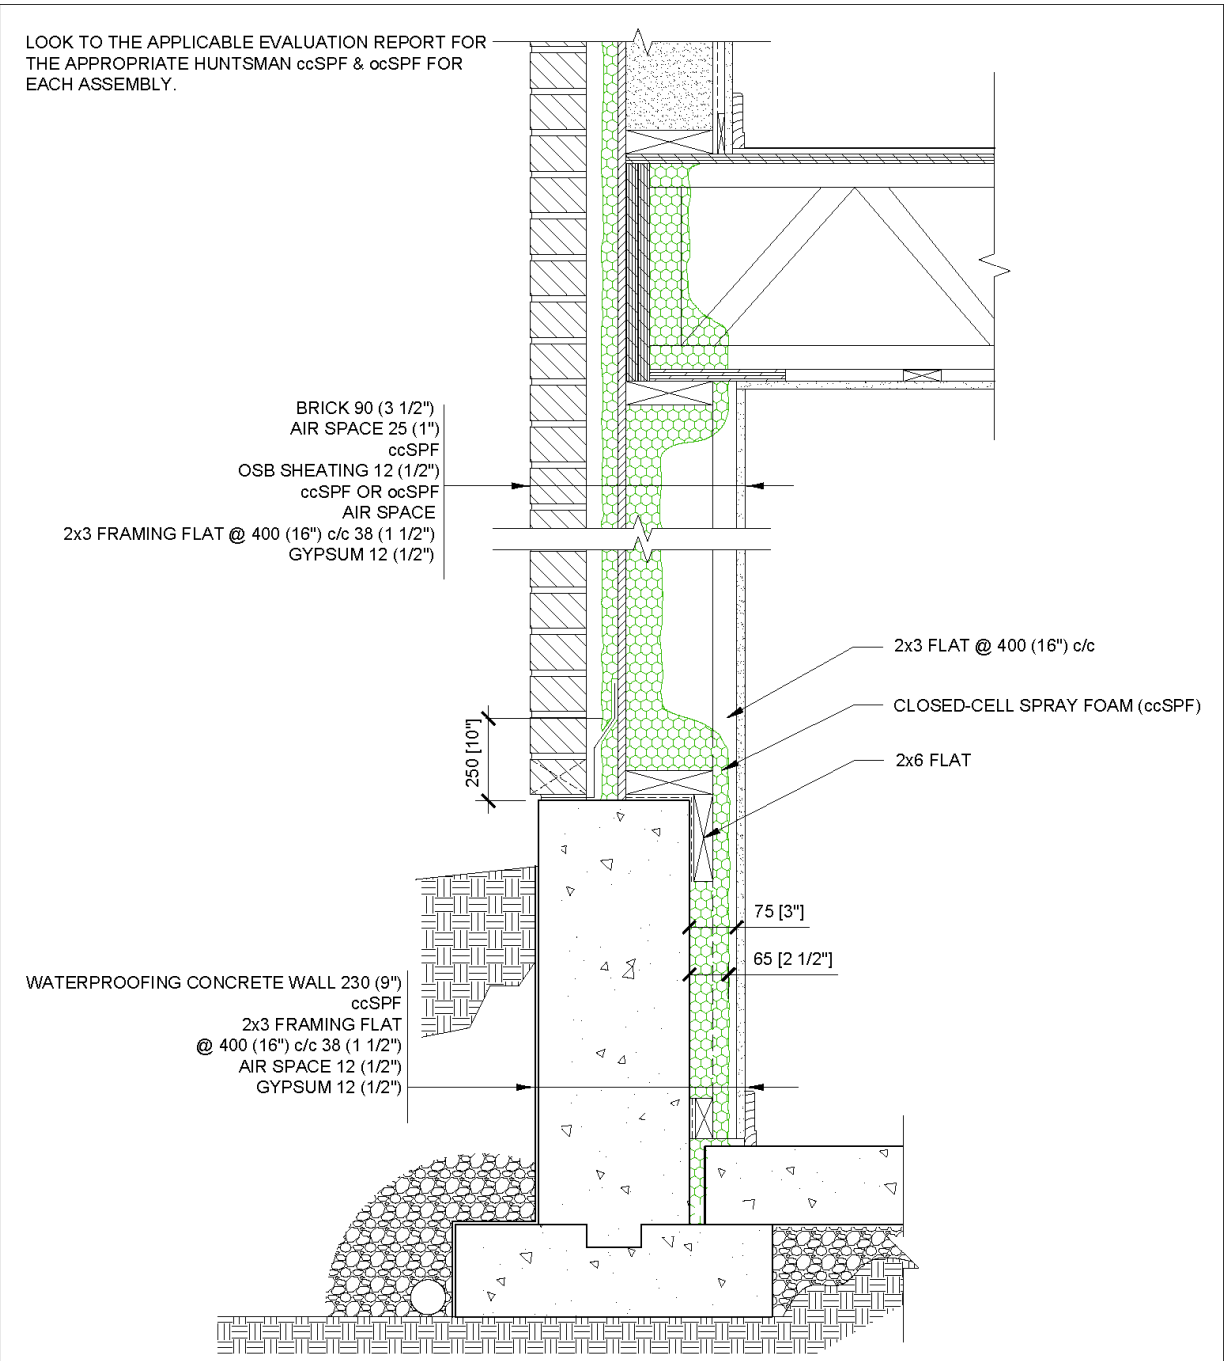 LOOK TO THE APPLICABLE EVALUATION REPORT FOR
THE APPROPRIATE HUNTSMAN ccSPF & ocSPF FOR
EACH ASSEMBLY.
BRICK 90 (3 1/2")
AIR SPACE 25 (1")
ccSPF
OSB SHEATING 12 (1/2")
ccSPF OR ocSPF
AIR SPACE
2x3 FRAMING FLAT @ 400 (16") c/c 38 (1 1/2")
GYPSUM 12 (1/2")
2x3 FLAT @ 400 (16") c/c
CLOSED-CELL SPRAY FOAM (ccSPF)
2x6 FLAT
250 [10"]
75 [3"]
65 [2 1/2"]
WATERPROOFING CONCRETE WALL 230 (9")
ccSPF
2x3 FRAMING FLAT
@ 400 (16") c/c 38 (1 1/2")
AIR SPACE 12 (1/2")
GYPSUM 12 (1/2")